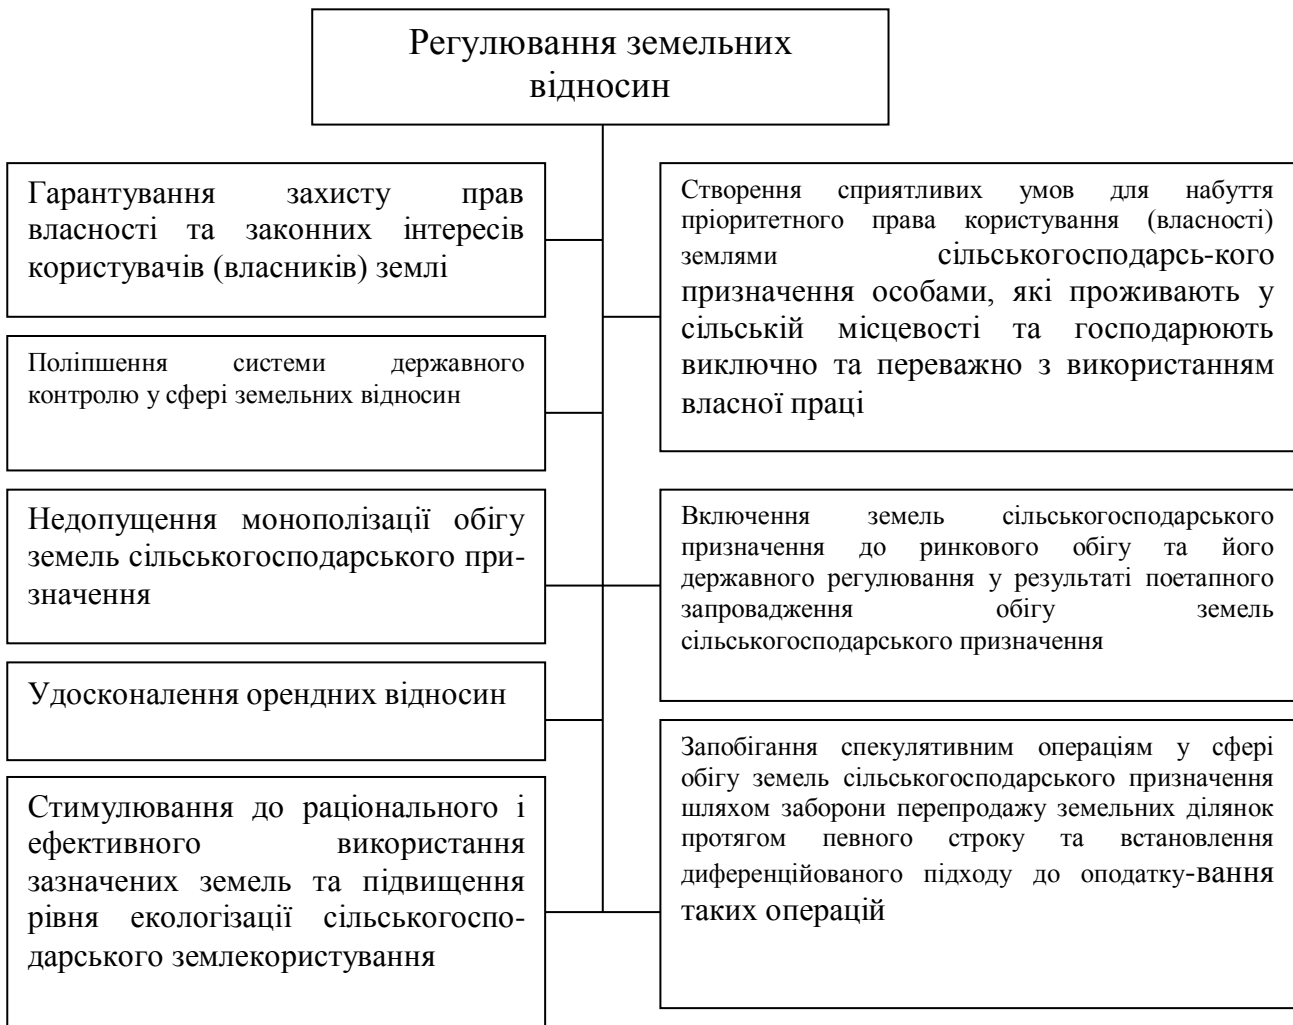 Регулювання земельних
відносин
Гарантування захисту прав
власності та законних інтересів
користувачів (власників) землі
Поліпшення системи державного
контролю у сфері земельних відносин
Недопущення монополізації обігу
земель сільськогосподарського при-
значення
Удосконалення орендних відносин
Стимулювання до раціонального і
ефективного використання
зазначених земель та підвищення
рівня екологізації сільськогоспо-
дарського землекористування
Створення сприятливих умов для набуття
пріоритетного права користування (власності)
землями сільськогосподарсь-кого
призначення особами, які проживають у
сільській місцевості та господарюють
виключно та переважно з використанням
власної праці
Включення земель сільськогосподарського
призначення до ринкового обігу та його
державного регулювання у результаті поетапного
запровадження обігу земель
сільськогосподарського призначення
Запобігання спекулятивним операціям у сфері
обігу земель сільськогосподарського призначення
шляхом заборони перепродажу земельних ділянок
протягом певного строку та встановлення
диференційованого підходу до оподатку-вання
таких операцій